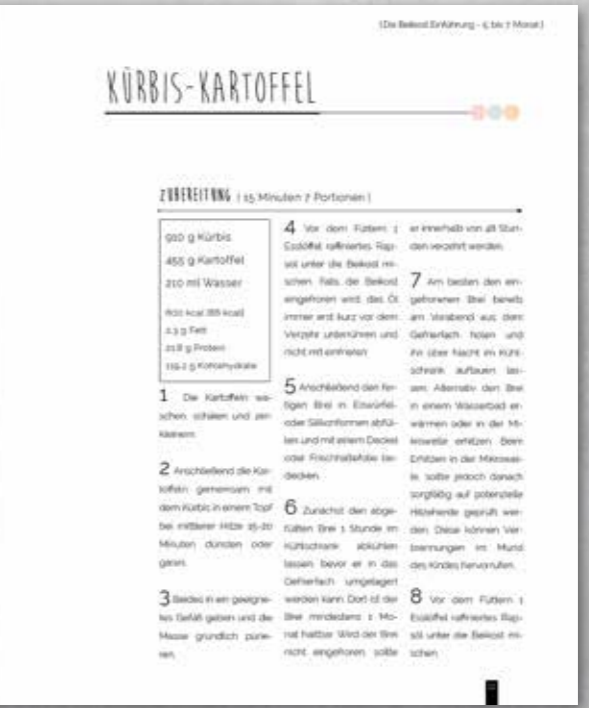 [Die Beikost Einführung - 5 bis 7 Monat]
KÜRBIS-KARTOFFEL
ZUBEREITUNG [ 15 Minuten 7 Portionen ]
910 g Kürbis
455 g Kartoffel
210 ml Wasser
2.3 g Fett
21.8 g Protein
119.2 g Kohlehydrate
1 Die Kartoffeln wa-
schen, schälen und zer-
kleinern.
2 Anschließend die Kar-
toffeln gemeinsam mit
dem Kürbis in einem Topf
bei mittlerer Hitze 15-20
Minuten dünsten oder
garen.
3 Beides in ein geeigne-
tes Gefäß geben und die
Masse gründlich pürie-
ren.
4 Vor dem Füttern 1
Esslöffel raffiniertes Rap-
söl unter die Beikost mi-
schen. Falls die Beikost
eingefroren wird, das Öl
immer erst kurz vor dem
Verzehr unterrühren und
nicht mit einfrieren.
5 Anschließend den fer-
tigen Brei in Eiswürfel-
oder Silikonformen abfül-
len und mit einem Deckel
oder Frischhaltefolie be-
decken.
6 Zunächst den abge-
füllten Brei 1 Stunde im
Kühlschrank abkühlen
lassen, bevor er in das
Gefrierfach umgelagert
werden kann. Dort ist der
Brei mindestens 1 Mo-
nat haltbar. Wird der Brei
nicht eingefroren, sollte
er innerhalb von 48 Stun-
den verzehrt werden.
7 Am besten den ein-
gefrorenen Brei bereits
am Vorabend aus dem
Gefrierfach holen und
ihn über Nacht im Kühl-
schrank auftauen las-
sen. Alternativ den Brei
in einem Wasserbad er-
wärmen oder in der Mi-
krowelle erhitzen. Beim
Erhitzen in der Mikrowel-
le, sollte jedoch danach
sorgfältig auf potenzielle
Hitzeherde geprüft wer-
den. Diese können Ver-
brennungen im Mund
des Kindes hervorrufen.
8 Vor dem Füttern 1
Esslöffel raffiniertes Rap-
söl unter die Beikost mi-
schen.